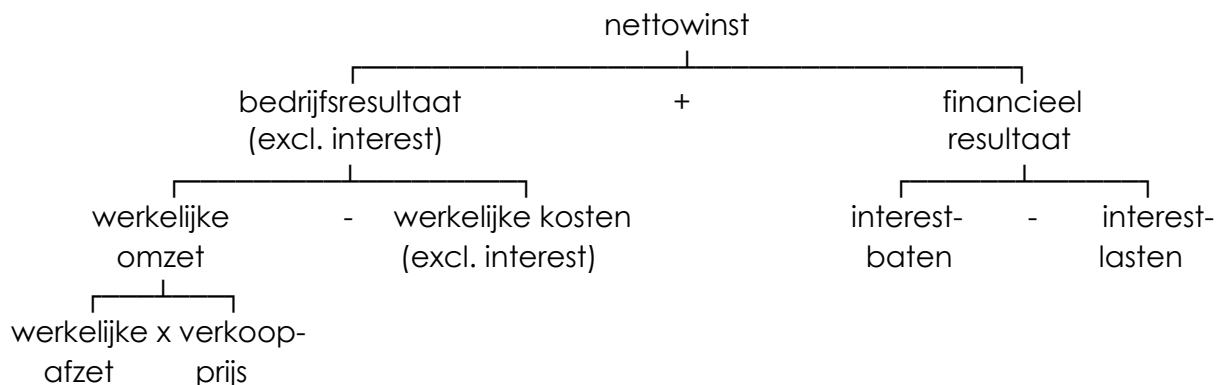 nettowinst
bedrijfsresultaat + financieel
(excl. interest) resultaat
werkelijke - werkelijke kosten interest- - interest-
omzet (excl. interest) baten lasten
werkelijke x verkoop-
afzet prijs